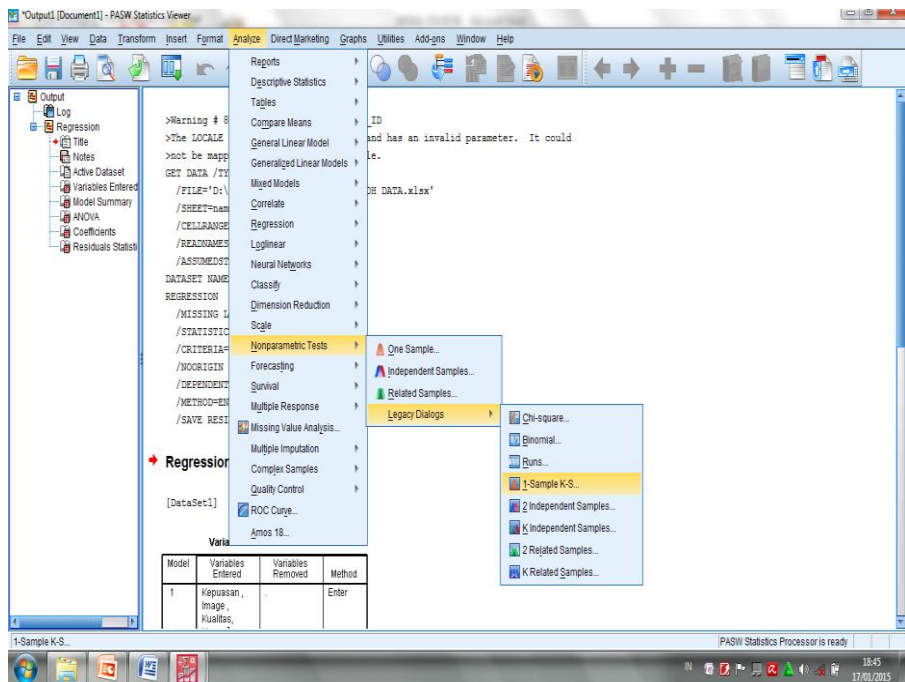 *Output1 [Document1] - PASW Statistics Viewer
File Edit View Data Transform Insert Format Analyze Direct Marketing Graphs Utilities Add-ons Window Help
Output
Log
Regression
Title
Notes
Active Dataset
Variables Entered
Model Summary
ANOVA
Coefficients
Residuals Statisti
>Warning # 8
_ID
>The LOCALE
and has an invalid parameter. It could
>not be mapp
le.
GET DATA /TY
/FILE='D:\
OH DATA.xlsx'
/SHEET=nam
/CELLRANGE
/READNAMES
/ASSUMEDST
DATASET NAME
REGRESSION
/MISSING L
/STATISTIC
/CRITERIA=
/NOORIGIN
/DEPENDENT
/METHOD=EN
/SAVE RESI
Regression
[DataSet1]
Varia
Model Variables Entered Variables Removed Method
1 Kepuasan , . Enter
Image ,
Kualitas,
Reports
Descriptive Statistics
Tables
Compare Means
General Linear Model
Generalized Linear Models
Mixed Models
Correlate
Regression
Loglinear
Neural Networks
Classify
Dimension Reduction
Scale
Nonparametric Tests
Forecasting
Survival
Multiple Response
Missing Value Analysis...
Multiple Imputation
Complex Samples
Quality Control
ROC Curve...
Amos 18...
One Sample...
Independent Samples...
Related Samples...
Legacy Dialogs
Chi-square...
Binomial...
Runs...
1-Sample K-S...
2 Independent Samples...
K Independent Samples...
2 Related Samples...
K Related Samples...
1-Sample K-S...
PASW Statistics Processor is ready
IN
18:45
17/01/2015